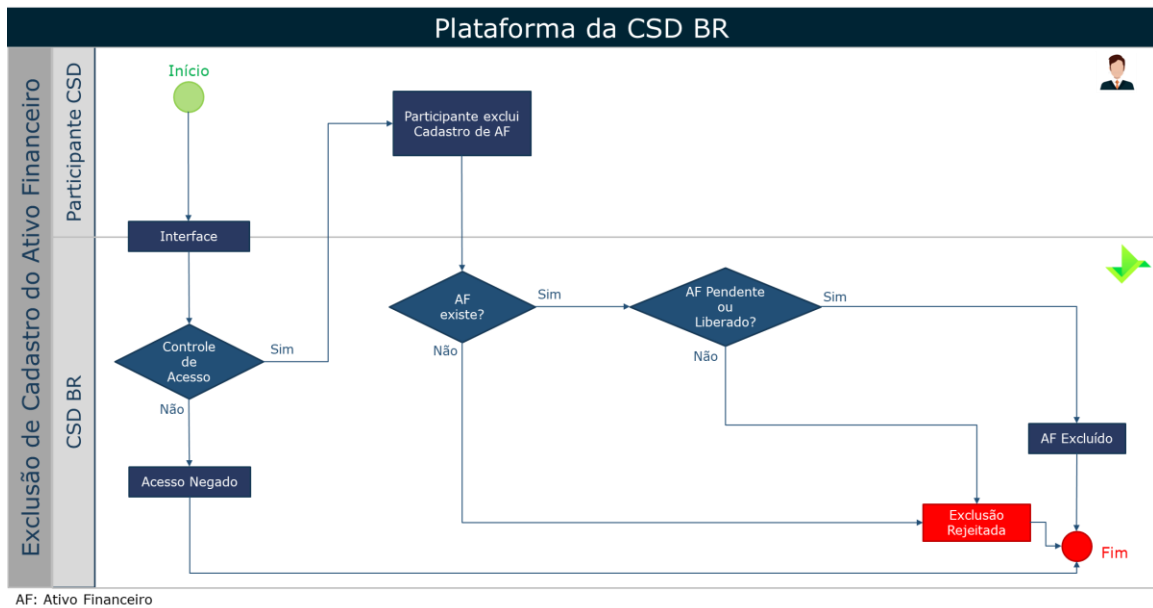 Plataforma da CSD BR
Exclusão de Cadastro do Ativo Financeiro
Participante CSD
CSD BR
Início
Participante exclui
Cadastro de AF
Interface
AF
existe?
Sim
Não
AF Pendente
ou
Liberado?
Sim
Não
Controle
de
Acesso
Sim
Não
AF Excluído
Acesso Negado
Exclusão
Rejeitada
Fim
AF: Ativo Financeiro